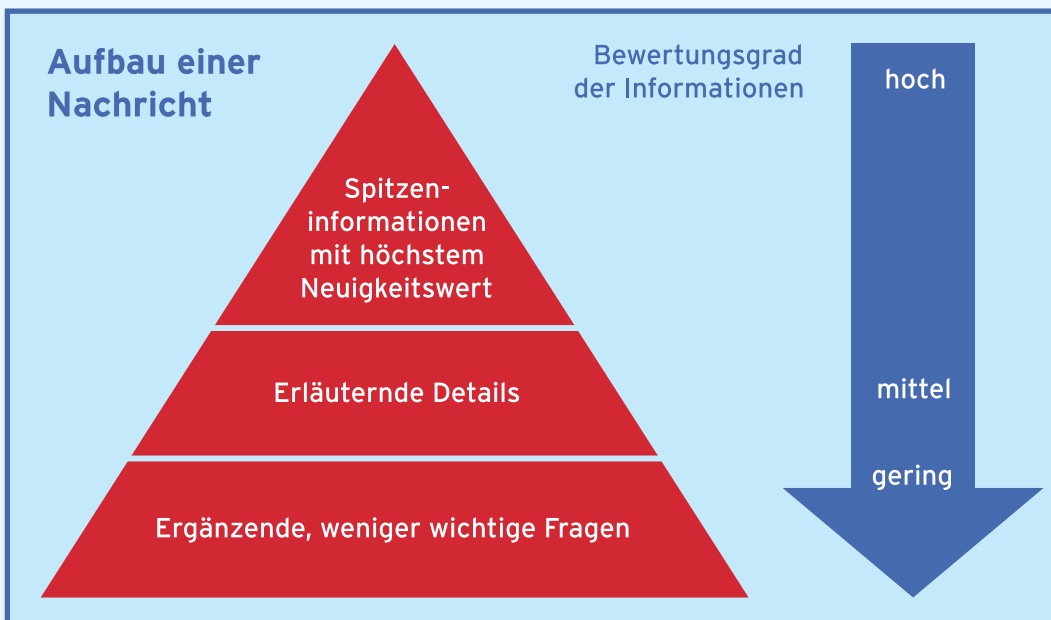 Aufbau einer
Nachricht
Bewertungsgrad
der Informationen
hoch
Spitzen-
informationen
mit höchstem
Neuigkeitswert
Erläuternde Details
mittel
gering
Ergänzende, weniger wichtige Fragen